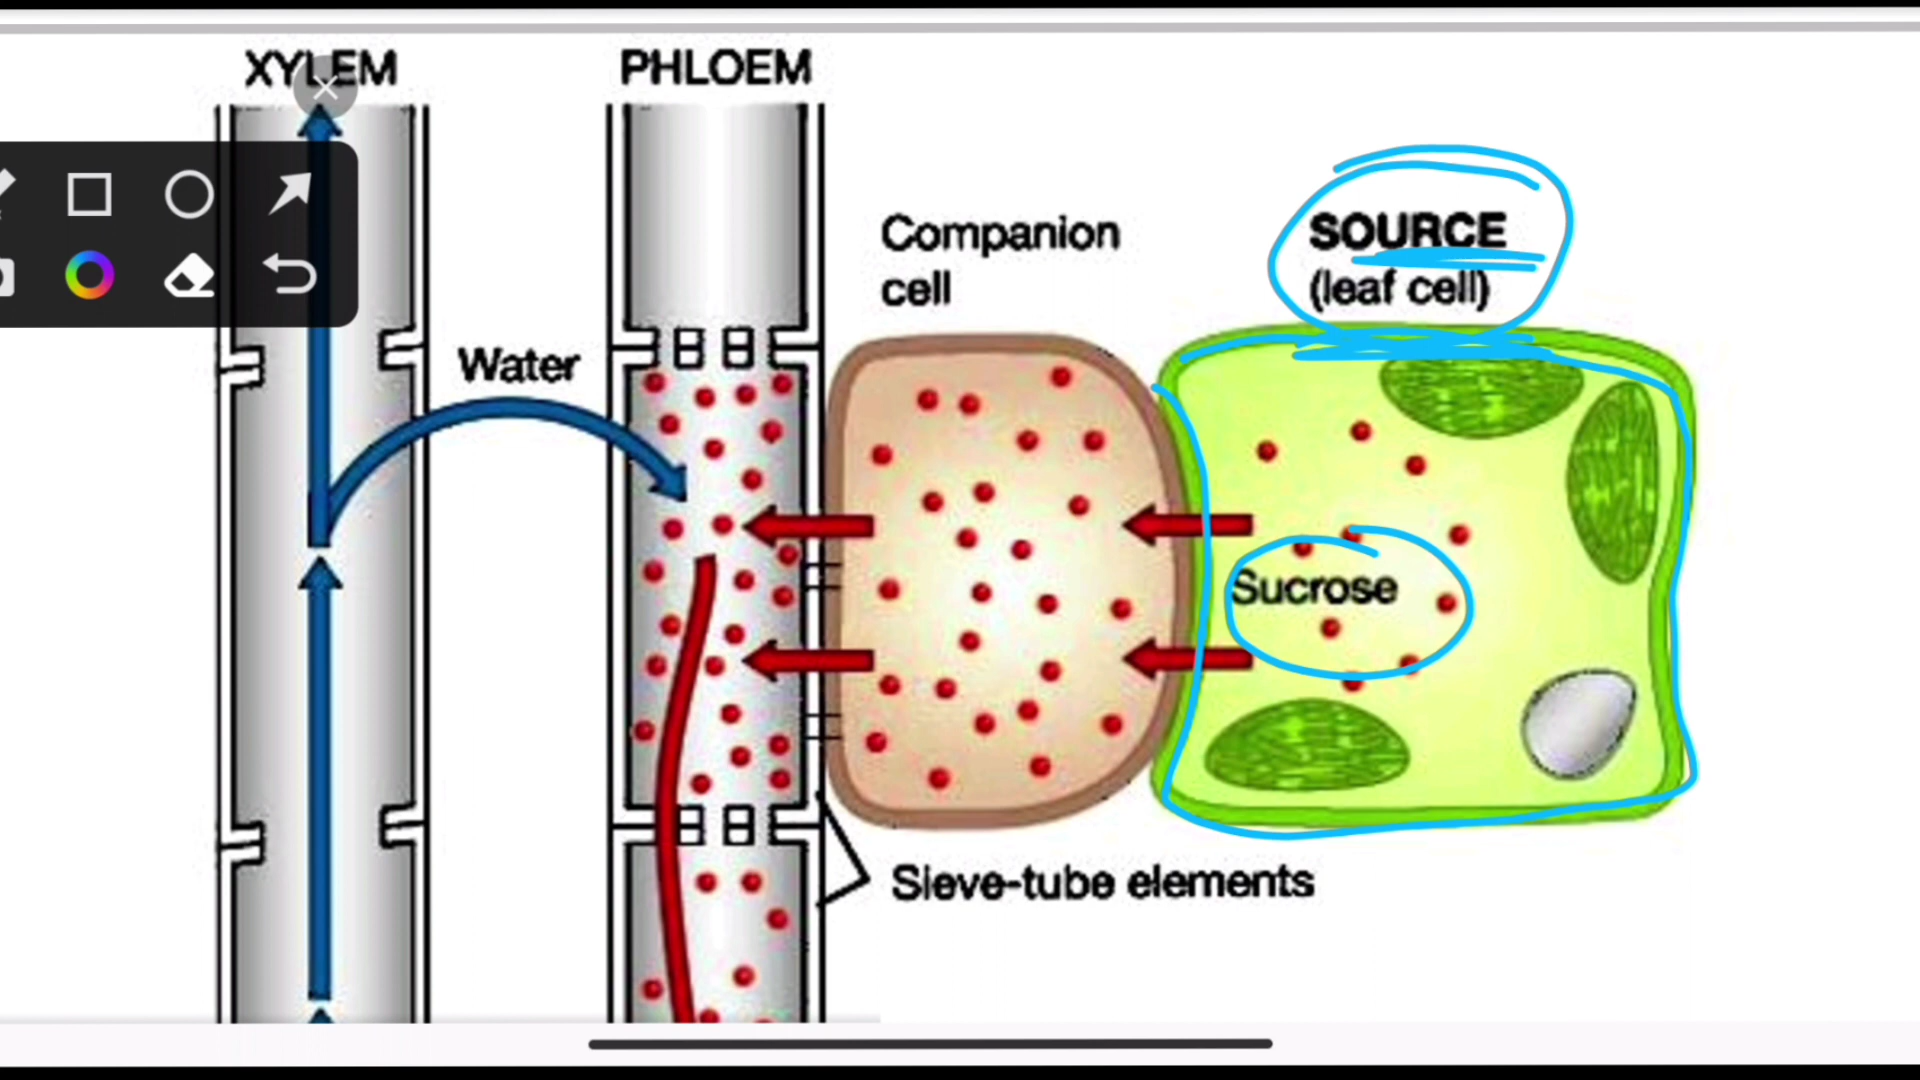 XYLEM
PHLOEM
Companion
cell
SOURCE
(leaf cell)
Water
Sucrose
Sieve-tube elements